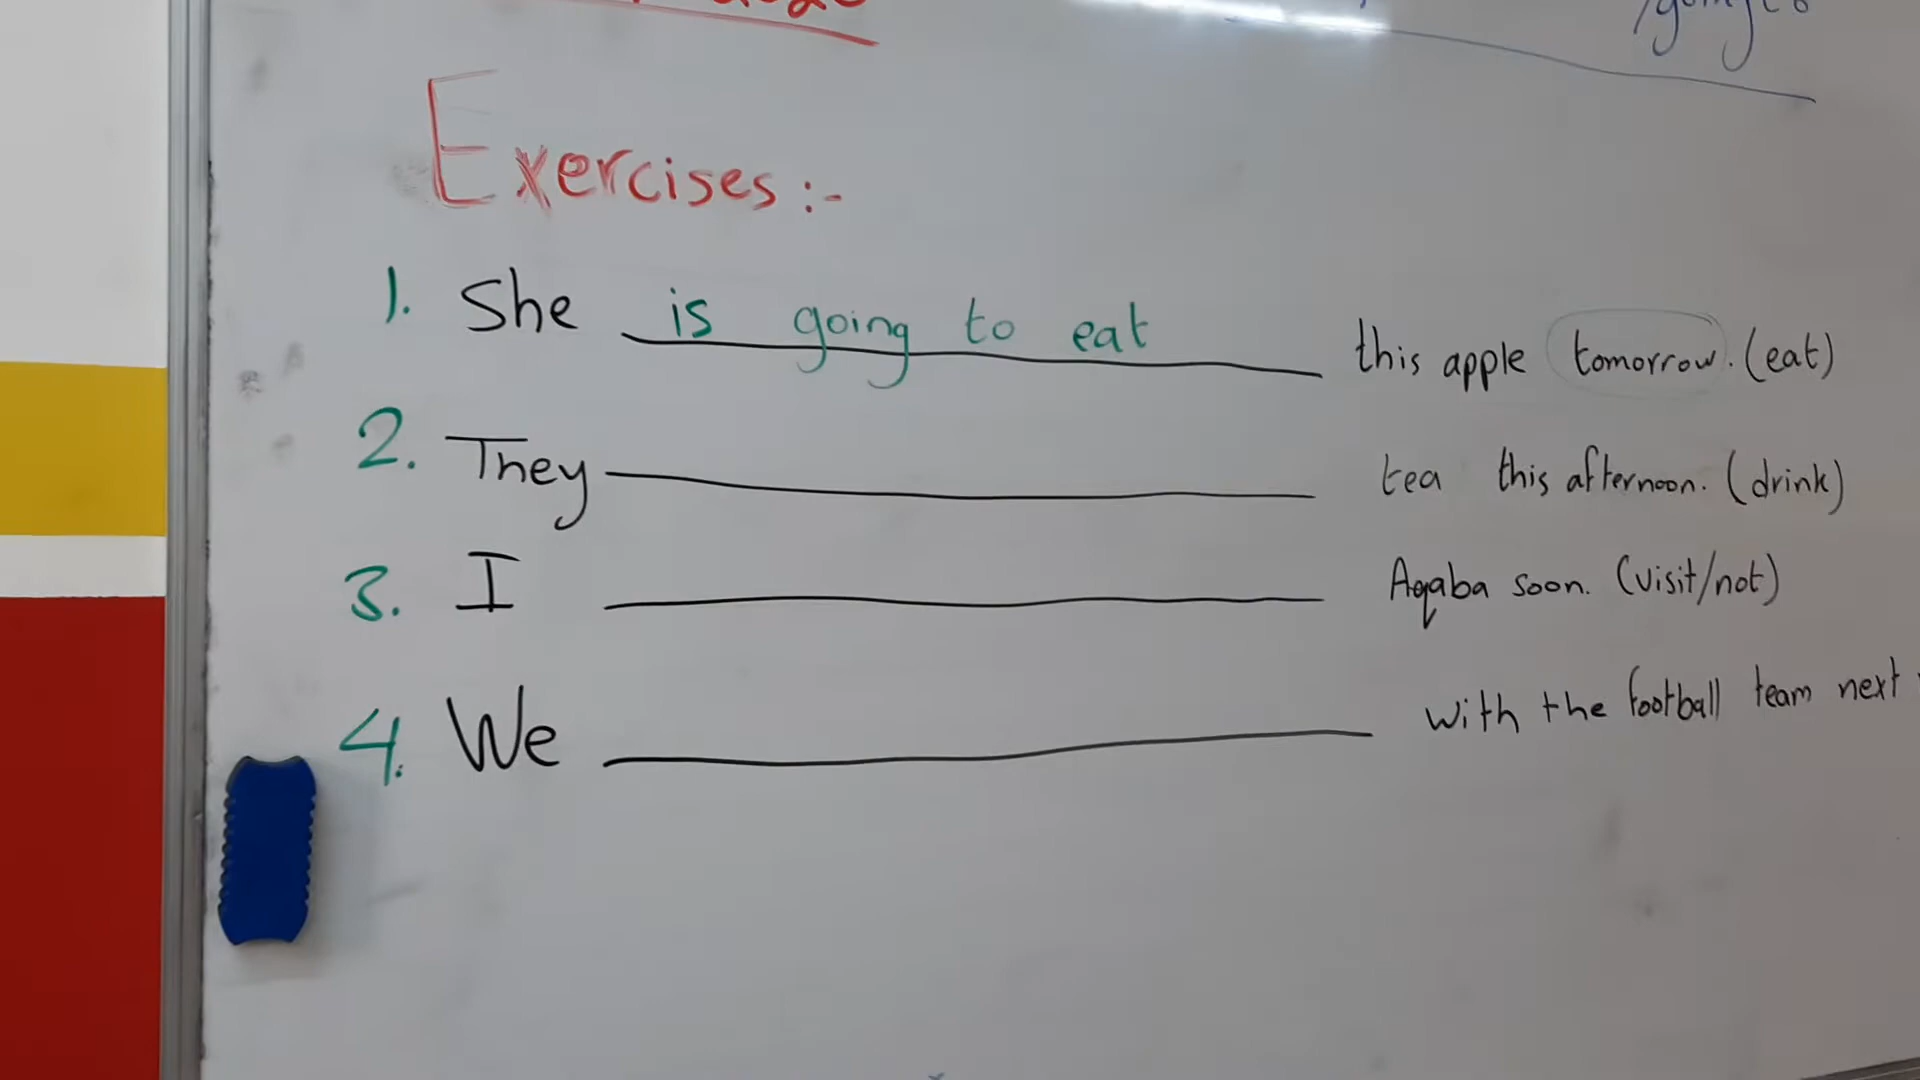 Exercises :-
1. She is going to eat this apple tomorrow. (eat)
2. They tea this afternoon. (drink)
3. I Aqaba soon. (visit/not)
4. We with the football team next